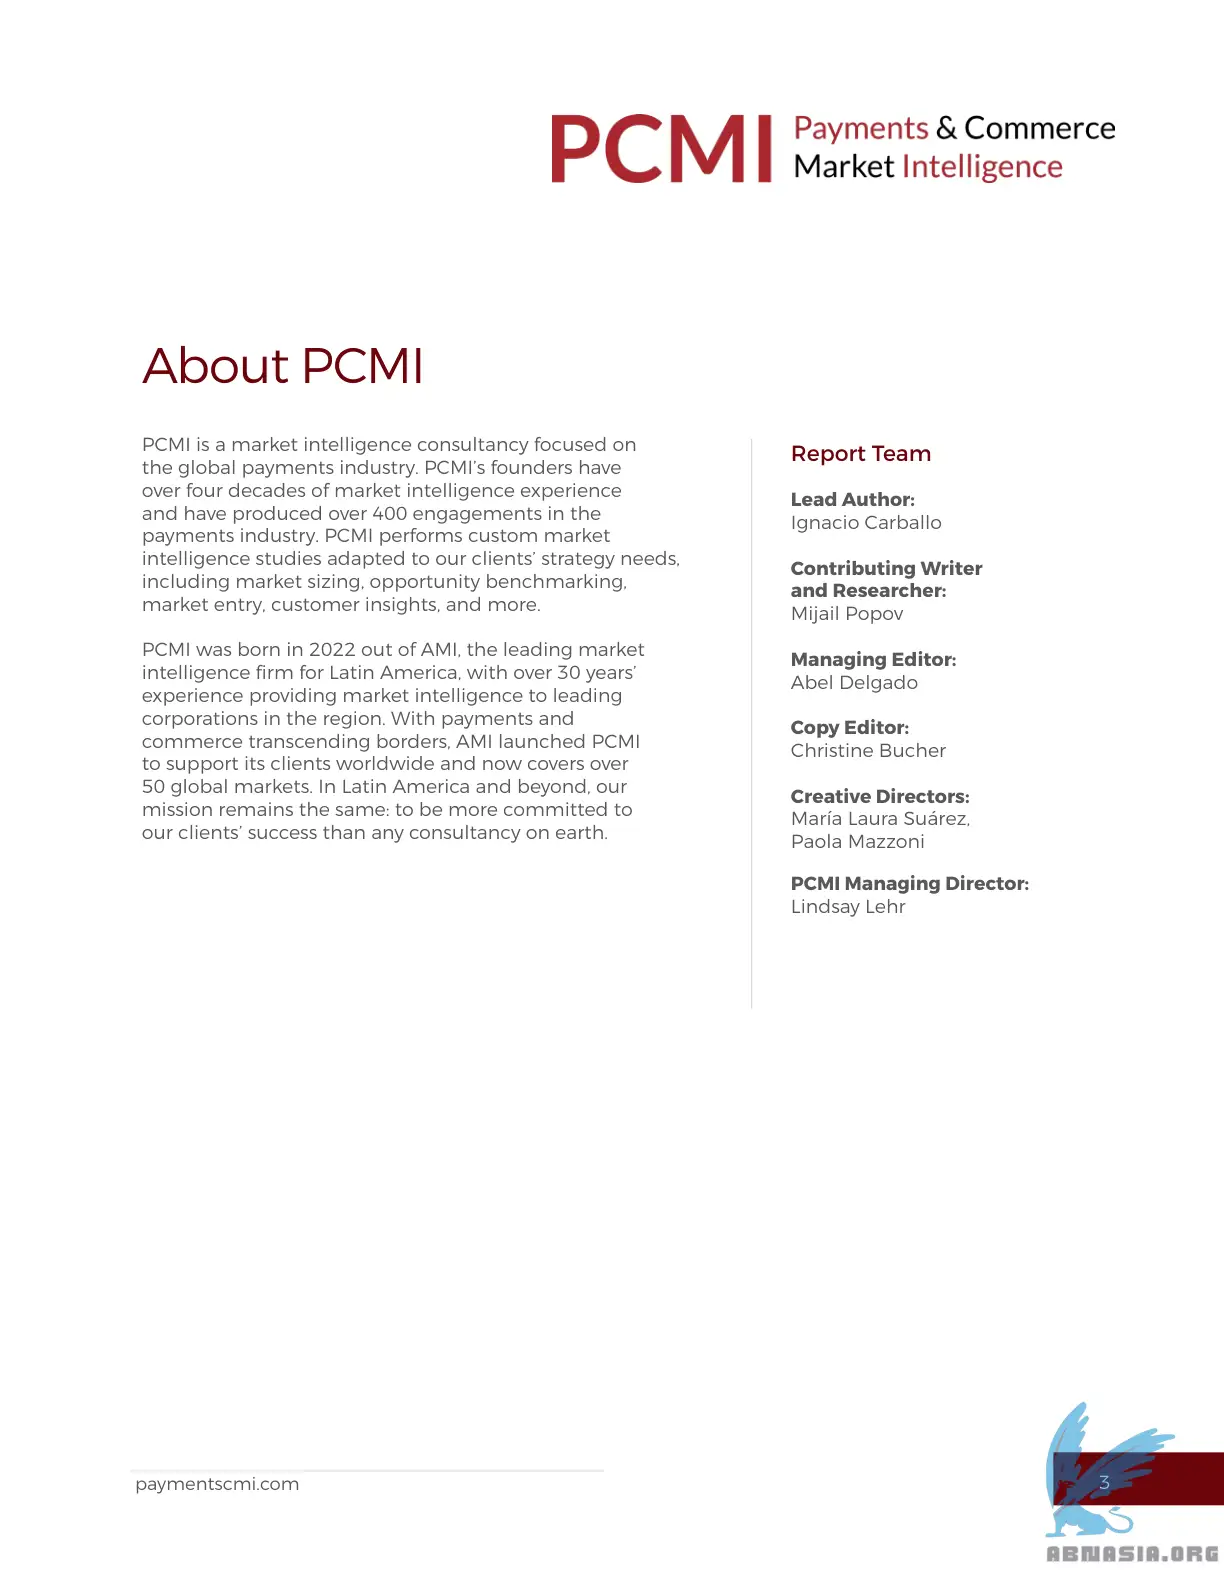 PCMI Payments & Commerce
Market Intelligence
About PCMI
PCMI is a market intelligence consultancy focused on
the global payments industry. PCMI’s founders have
over four decades of market intelligence experience
and have produced over 400 engagements in the
payments industry. PCMI performs custom market
intelligence studies adapted to our clients’ strategy needs,
including market sizing, opportunity benchmarking,
market entry, customer insights, and more.
PCMI was born in 2022 out of AMI, the leading market
intelligence firm for Latin America, with over 30 years’
experience providing market intelligence to leading
corporations in the region. With payments and
commerce transcending borders, AMI launched PCMI
to support its clients worldwide and now covers over
50 global markets. In Latin America and beyond, our
mission remains the same: to be more committed to
our clients’ success than any consultancy on earth.
Report Team
Lead Author:
Ignacio Carballo
Contributing Writer
and Researcher:
Mijail Popov
Managing Editor:
Abel Delgado
Copy Editor:
Christine Bucher
Creative Directors:
María Laura Suárez,
Paola Mazzoni
PCMI Managing Director:
Lindsay Lehr
paymentscmi.com
3
ABNASIA.ORG